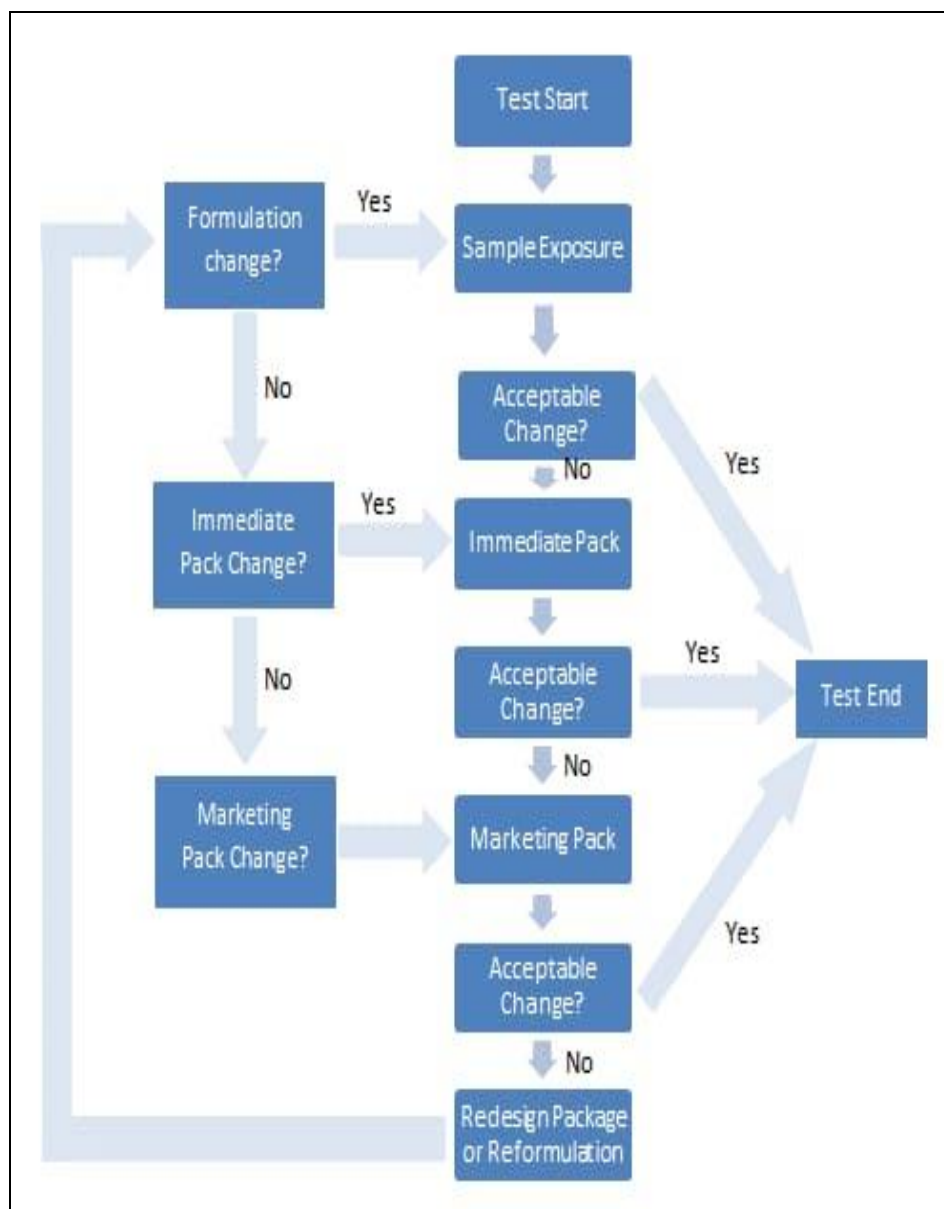 Test Start
Formulation
change?
Yes
Sample Exposure
No
Acceptable
Change?
Yes
No
Immediate
Pack Change?
Yes
Immediate Pack
No
Acceptable
Change?
Yes
Test End
No
Marketing
Pack Change?
Marketing Pack
Acceptable
Change?
Yes
No
Redesign Package
or Reformulation